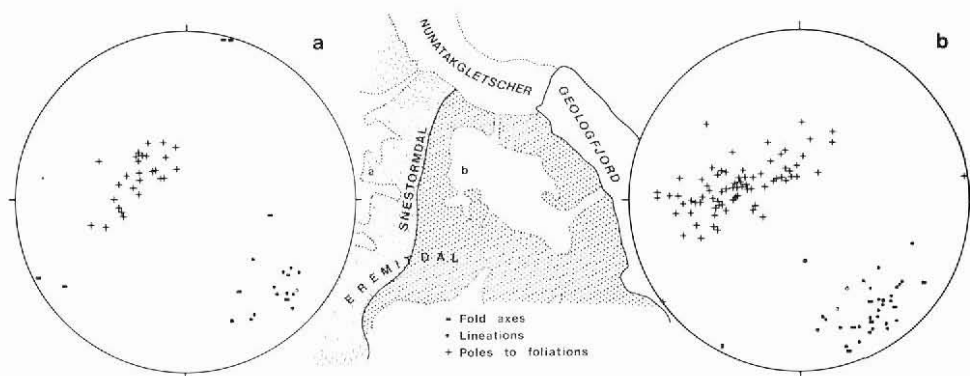 a
b
NUNATAKGLETSCHER
GEOLOGFJORD
SNESTORMDAL
b
EREMITDAL
- Fold axes
• Lineations
+ Poles to foliations